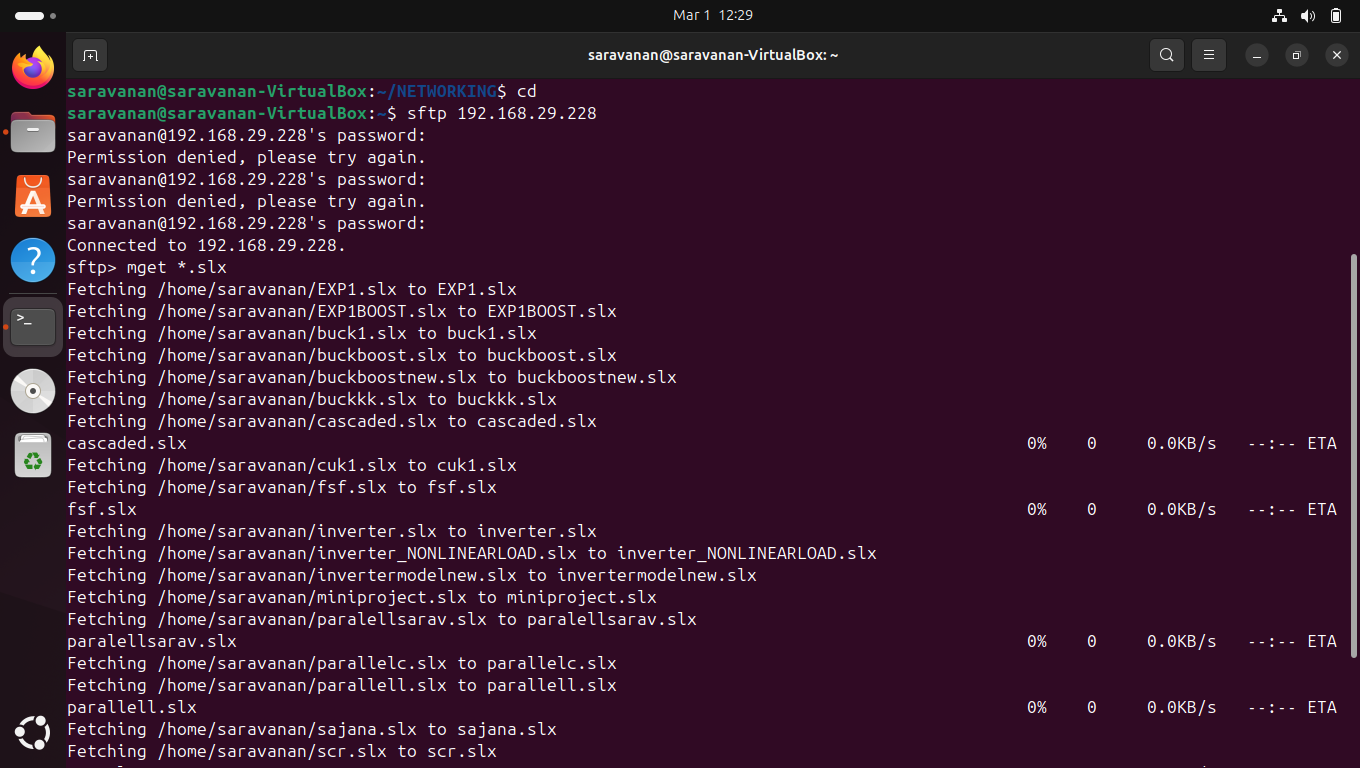 Mar 1 12:29
saravanan@saravanan-VirtualBox: ~
saravanan@saravanan-VirtualBox:~/NETWORKING$ cd
saravanan@saravanan-VirtualBox:~$ sftp 192.168.29.228
saravanan@192.168.29.228's password:
Permission denied, please try again.
saravanan@192.168.29.228's password:
Permission denied, please try again.
saravanan@192.168.29.228's password:
Connected to 192.168.29.228.
sftp> mget *.slx
Fetching /home/saravanan/EXP1.slx to EXP1.slx
Fetching /home/saravanan/EXP1BOOST.slx to EXP1BOOST.slx
Fetching /home/saravanan/buck1.slx to buck1.slx
Fetching /home/saravanan/buckboost.slx to buckboost.slx
Fetching /home/saravanan/buckboostnew.slx to buckboostnew.slx
Fetching /home/saravanan/buckkk.slx to buckkk.slx
Fetching /home/saravanan/cascaded.slx to cascaded.slx
cascaded.slx 0% 0 0.0KB/s --:-- ETA
Fetching /home/saravanan/cuk1.slx to cuk1.slx
Fetching /home/saravanan/fsf.slx to fsf.slx
fsf.slx 0% 0 0.0KB/s --:-- ETA
Fetching /home/saravanan/inverter.slx to inverter.slx
Fetching /home/saravanan/inverter_NONLINEARLOAD.slx to inverter_NONLINEARLOAD.slx
Fetching /home/saravanan/invertermodelnew.slx to invertermodelnew.slx
Fetching /home/saravanan/miniproject.slx to miniproject.slx
Fetching /home/saravanan/paralellsarav.slx to paralellsarav.slx
paralellsarav.slx 0% 0 0.0KB/s --:-- ETA
Fetching /home/saravanan/parallelc.slx to parallelc.slx
Fetching /home/saravanan/parallell.slx to parallell.slx
parallell.slx 0% 0 0.0KB/s --:-- ETA
Fetching /home/saravanan/sajana.slx to sajana.slx
Fetching /home/saravanan/scr.slx to scr.slx